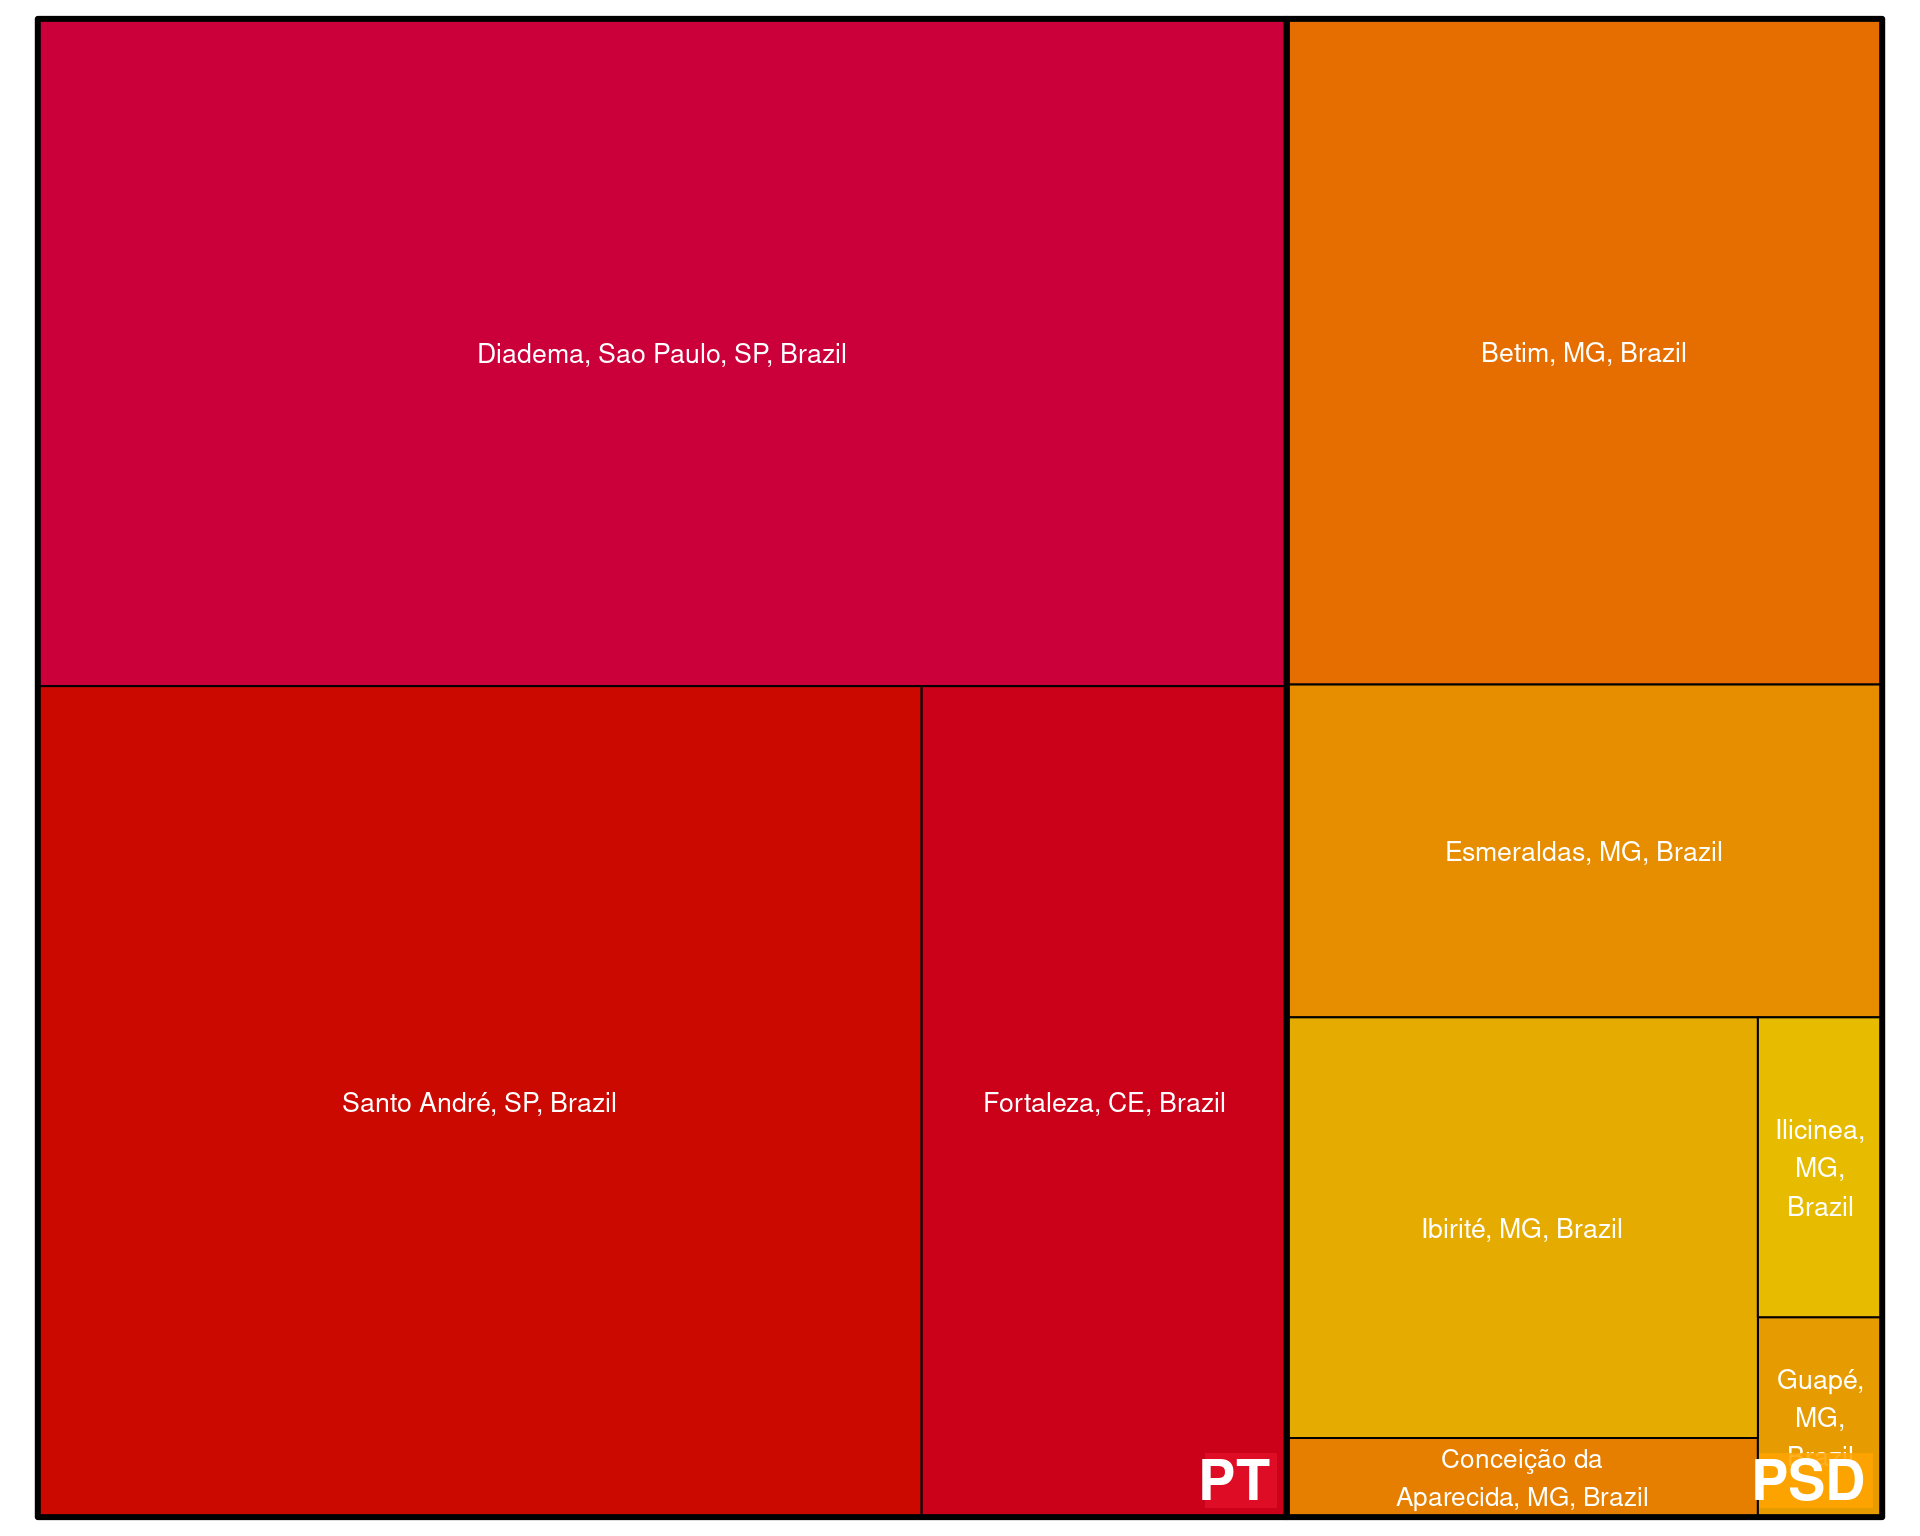 Diadema, Sao Paulo, SP, Brazil
Betim, MG, Brazil
Esmeraldas, MG, Brazil
Santo André, SP, Brazil
Fortaleza, CE, Brazil
Ibirité, MG, Brazil
Ilicinea,
MG,
Brazil
Guapé,
MG,
Brazil
Conceição da
Aparecida, MG, Brazil
PT
PSD